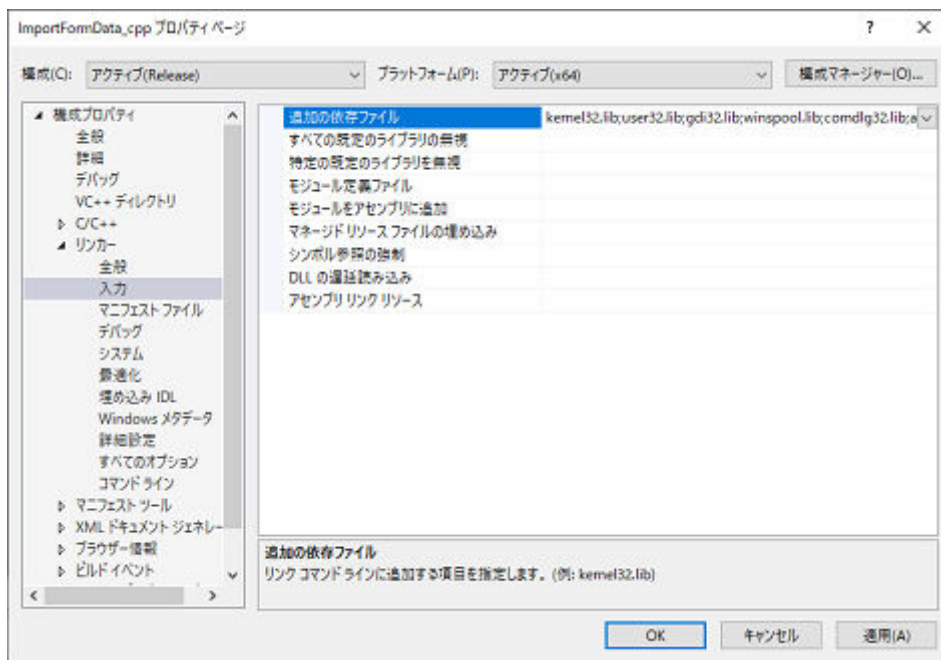 ImportFormData_cpp プロパティ ページ
? ×
構成(C): アクティブ(Release) プラットフォーム(P): アクティブ(x64) 構成マネージャー(O)...
構成プロパティ
全般
詳細
デバッグ
VC++ ディレクトリ
C/C++
リンカー
全般
入力
マニフェスト ファイル
デバッグ
システム
最適化
埋め込み IDL
Windows メタデータ
詳細設定
すべてのオプション
コマンド ライン
マニフェスト ツール
XML ドキュメント ジェネレー
ブラウザー情報
ビルド イベント
追加の依存ファイル kernel32.lib;user32.lib;gdi32.lib;winspool.lib;comdlg32.lib;a
すべての既定のライブラリの無視
特定の既定のライブラリを無視
モジュール定義ファイル
モジュールをアセンブリに追加
マネージド リソース ファイルの埋め込み
シンボル参照の強制
DLL の遅延読み込み
アセンブリ リンク リソース
追加の依存ファイル
リンク コマンド ラインに追加する項目を指定します。(例: kernel32.lib)
OK キャンセル 適用(A)